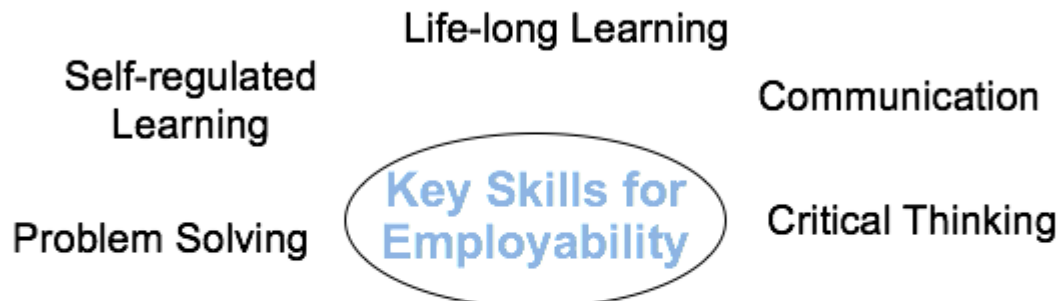 Life-long Learning
Self-regulated
Learning
Communication
Key Skills for
Employability
Problem Solving
Critical Thinking